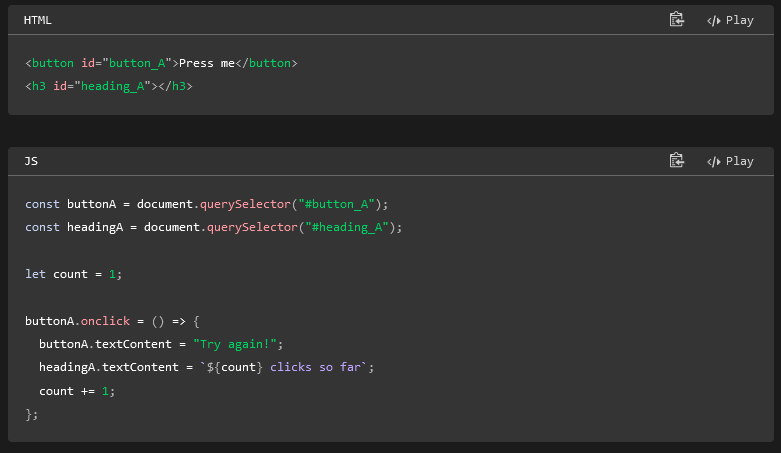 HTML
</> Play
<button id="button_A">Press me</button>
<h3 id="heading_A"></h3>
JS
</> Play
const buttonA = document.querySelector("#button_A");
const headingA = document.querySelector("#heading_A");
let count = 1;
buttonA.onclick = () => {
  buttonA.textContent = "Try again!";
  headingA.textContent = `${count} clicks so far`;
  count += 1;
};